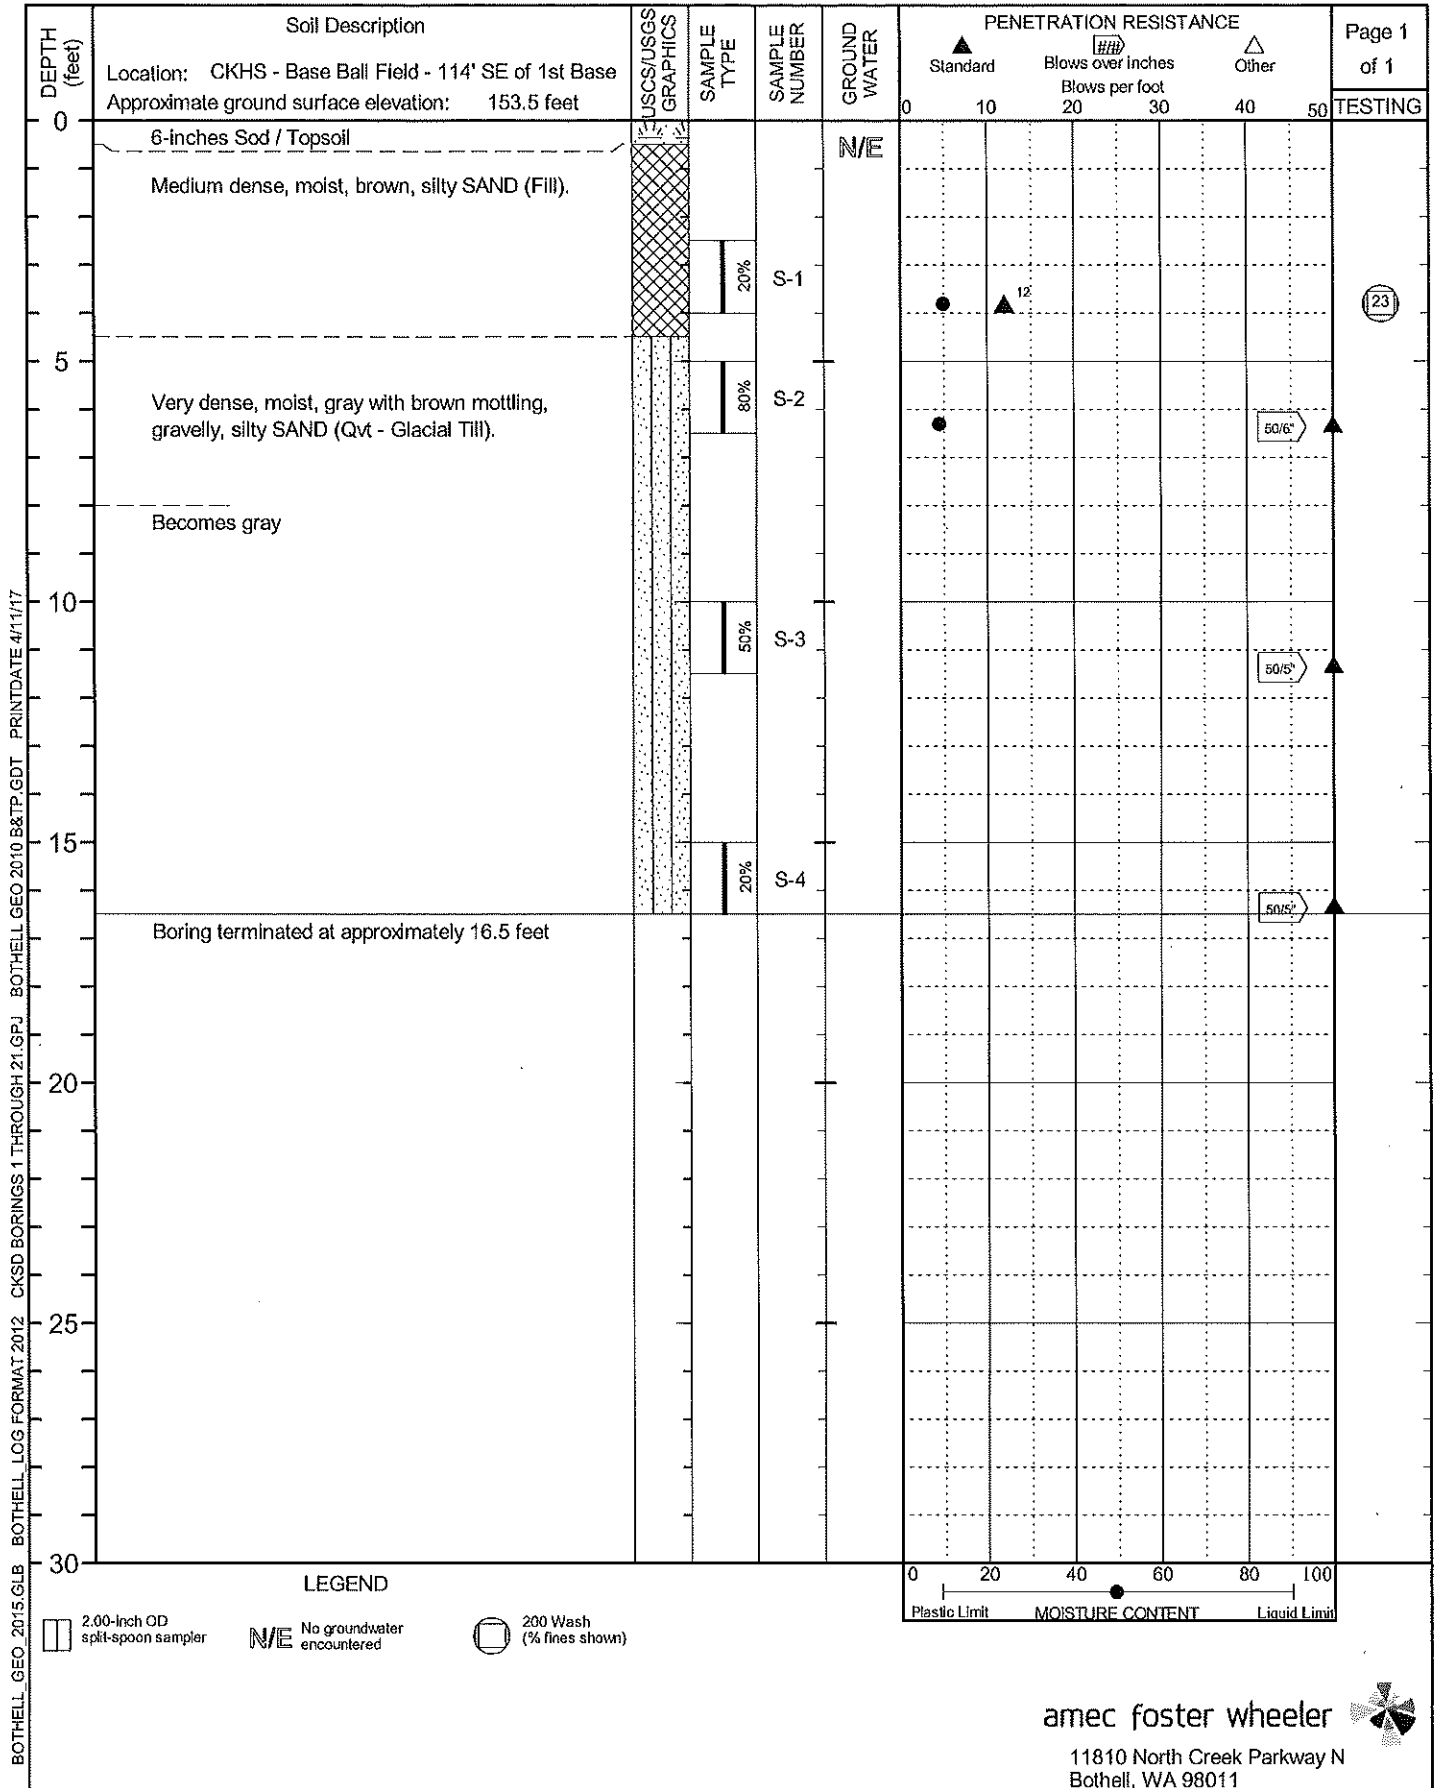 DEPTH
(feet)
Soil Description
Location: CKHS - Base Ball Field - 114' SE of 1st Base
Approximate ground surface elevation: 153.5 feet
USCS/USGS
GRAPHICS
SAMPLE
TYPE
SAMPLE
NUMBER
GROUND
WATER
PENETRATION RESISTANCE
Standard
##/#
Blows over inches
Other
Blows per foot
0 10 20 30 40 50
Page 1
of 1
TESTING
0
6-inches Sod / Topsoil
N/E
Medium dense, moist, brown, silty SAND (Fill).
20%
S-1
12
23
5
80%
S-2
Very dense, moist, gray with brown mottling,
gravelly, silty SAND (Qvt - Glacial Till).
50/6"
Becomes gray
10
50%
S-3
50/5"
15
20%
S-4
50/5"
Boring terminated at approximately 16.5 feet
20
25
30
0 20 40 60 80 100
Plastic Limit MOISTURE CONTENT Liquid Limit
LEGEND
2.00-inch OD
split-spoon sampler
N/E No groundwater
encountered
200 Wash
(% fines shown)
amec foster wheeler
11810 North Creek Parkway N
Bothell, WA 98011
BOTHELL_GEO_2015.GLB BOTHELL_LOG FORMAT 2012 CKSD BORINGS 1 THROUGH 21.GPJ BOTHELL GEO 2010 B&TP.GDT PRINTDATE 4/11/17